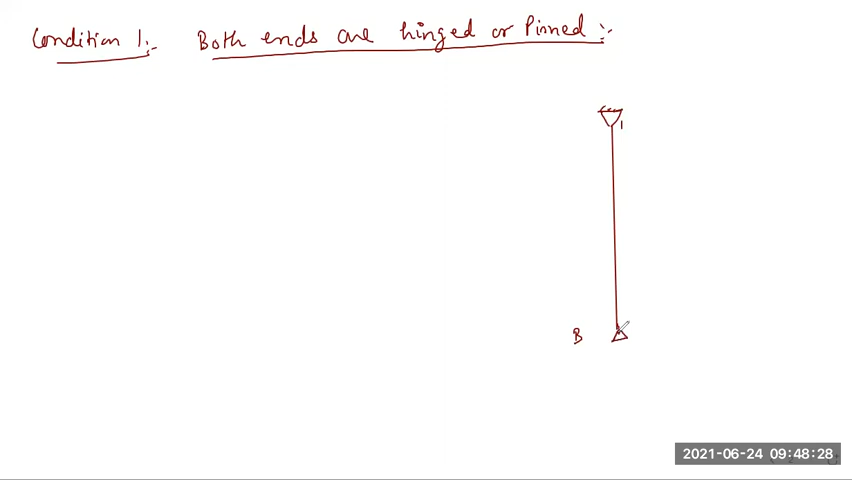 Condition 1:- Both ends are hinged or Pinned :-
B
2021-06-24 09:48:28